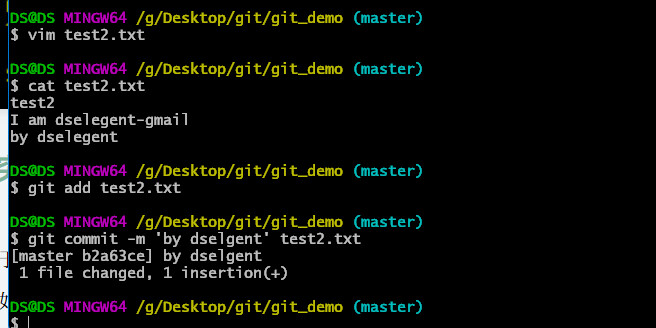 DS@DS MINGW64 /g/Desktop/git/git_demo (master)
$ vim test2.txt
DS@DS MINGW64 /g/Desktop/git/git_demo (master)
$ cat test2.txt
test2
I am dselegent-gmail
by dselegent
DS@DS MINGW64 /g/Desktop/git/git_demo (master)
$ git add test2.txt
DS@DS MINGW64 /g/Desktop/git/git_demo (master)
$ git commit -m 'by dselgent' test2.txt
[master b2a63ce] by dselgent
 1 file changed, 1 insertion(+)
DS@DS MINGW64 /g/Desktop/git/git_demo (master)
$